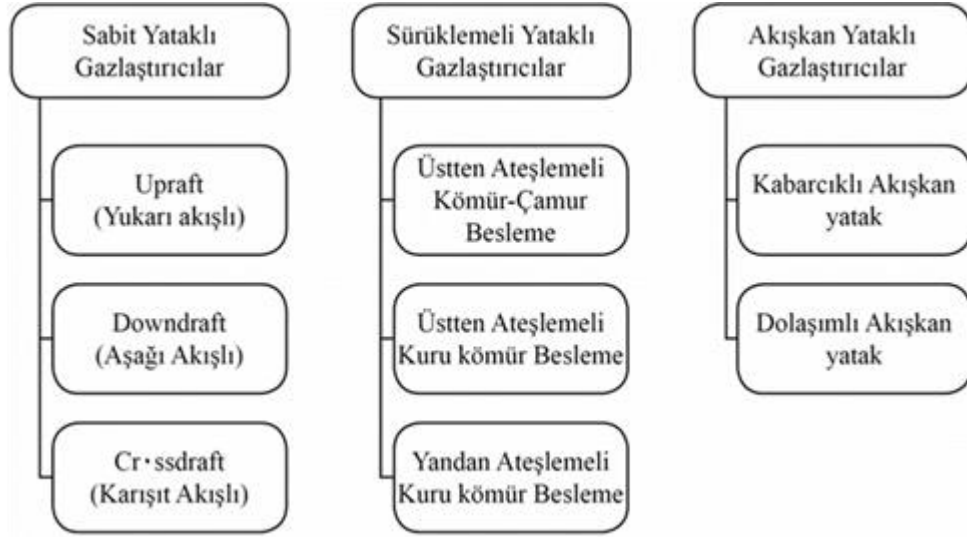 Sabit Yataklı
Gazlaştırıcılar
Upraft
(Yukarı akışlı)
Downdraft
(Aşağı Akışlı)
Cr·ssdraft
(Karışıt Akışlı)
Sürüklemeli Yataklı
Gazlaştırıcılar
Üstten Ateşlemeli
Kömür-Çamur
Besleme
Üstten Ateşlemeli
Kuru kömür Besleme
Yandan Ateşlemeli
Kuru kömür Besleme
Akışkan Yataklı
Gazlaştırıcılar
Kabarcıklı Akışkan
yatak
Dolaşımlı Akışkan
yatak